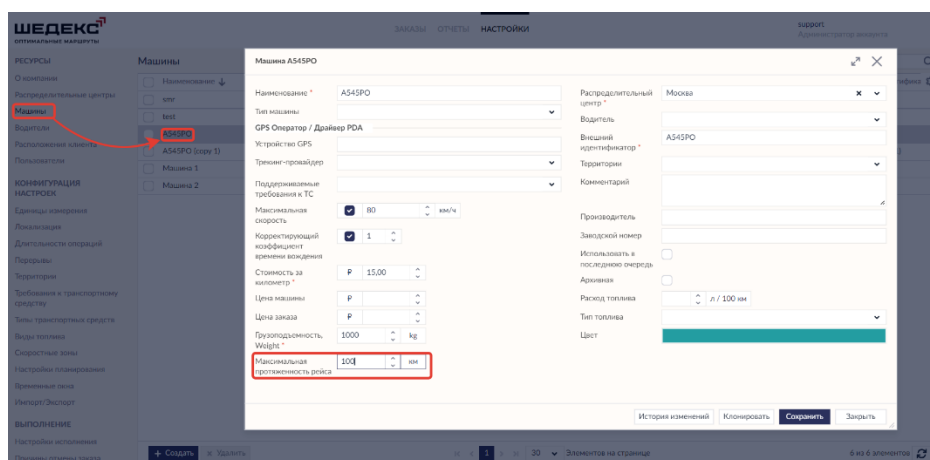 ШЕДЕКС
ОПТИМАЛЬНЫЕ МАРШРУТЫ
ЗАКАЗЫ ОТЧЕТЫ НАСТРОЙКИ
support
Администратор аккаунта
РЕСУРСЫ
О компании
Распределительные центры
Машины
Водители
Расположения клиента
Пользователи
КОНФИГУРАЦИЯ
НАСТРОЕК
Единицы измерения
Локализация
Длительности операций
Перерывы
Территории
Требования к транспортному
средству
Типы транспортных средств
Виды топлива
Скоростные зоны
Настройки планирования
Временные окна
Импорт/Экспорт
ВЫПОЛНЕНИЕ
Настройки исполнения
Причины отмены заказа
Машины
Наименование
smr
test
A545PO
A545PO (copy 1)
Машина 1
Машина 2
Машина A545PO
Наименование * A545PO
Тип машины
GPS Оператор / Драйвер PDA
Устройство GPS
Трекинг-провайдер
Поддерживаемые
требования к ТС
Максимальная
скорость 80 км/ч
Корректирующий
коэффициент
времени вождения 1
Стоимость за
километр * ₽ 15,00
Цена машины ₽
Цена заказа ₽
Грузоподъемность,
Weight * 1000 kg
Максимальная
протяженность рейса 100 км
Распределительный
центр * Москва
Водитель
Внешний
идентификатор * A545PO
Территории
Комментарий
Производитель
Заводской номер
Использовать в
последнюю очередь
Архивная
Расход топлива л / 100 км
Тип топлива
Цвет
История изменений Клонировать Сохранить Закрыть
+ Создать × Удалить
1 30 Элементов на странице
6 из 6 элементов